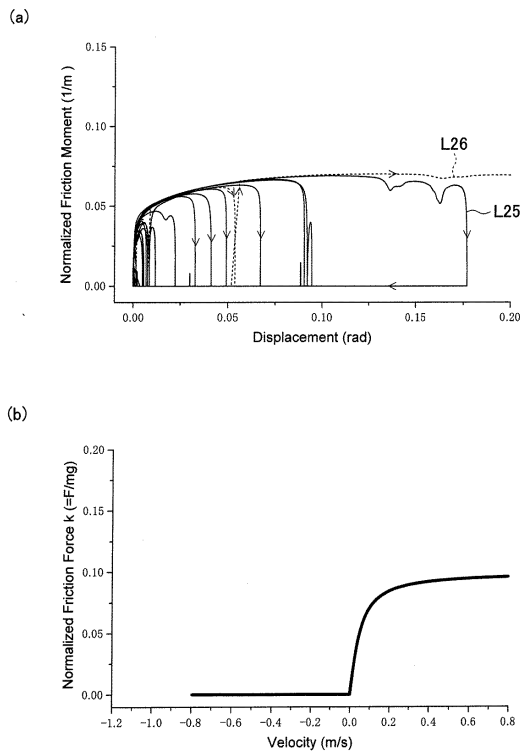 (a)
Normalized Friction Moment (1/m)
0.15
0.10
0.05
0.00
L26
L25
0.00 0.05 0.10 0.15 0.20
Displacement (rad)
(b)
Normalized Friction Force k (=F/mg)
0.20
0.15
0.10
0.05
0.00
-1.2 -1.0 -0.8 -0.6 -0.4 -0.2 0.0 0.2 0.4 0.6 0.8
Velocity (m/s)